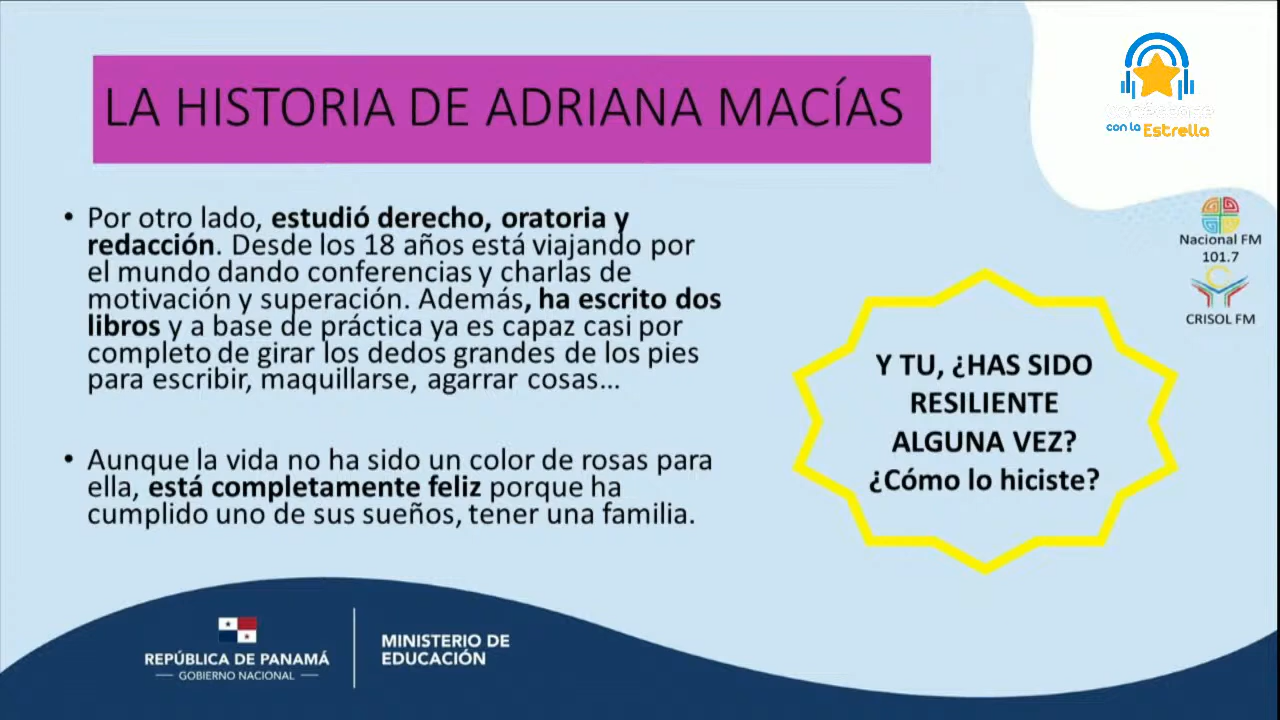 LA HISTORIA DE ADRIANA MACÍAS
• Por otro lado, estudió derecho, oratoria y
redacción. Desde los 18 años está viajando por
el mundo dando conferencias y charlas de
motivación y superación. Además, ha escrito dos
libros y a base de práctica ya es capaz casi por
completo de girar los dedos grandes de los pies
para escribir, maquillarse, agarrar cosas...
• Aunque la vida no ha sido un color de rosas para
ella, está completamente feliz porque ha
cumplido uno de sus sueños, tener una familia.
Y TU, ¿HAS SIDO
RESILIENTE
ALGUNA VEZ?
¿Cómo lo hiciste?
con la Estrella
Nacional FM
101.7
CRISOL FM
REPÚBLICA DE PANAMÁ
GOBIERNO NACIONAL
MINISTERIO DE
EDUCACIÓN